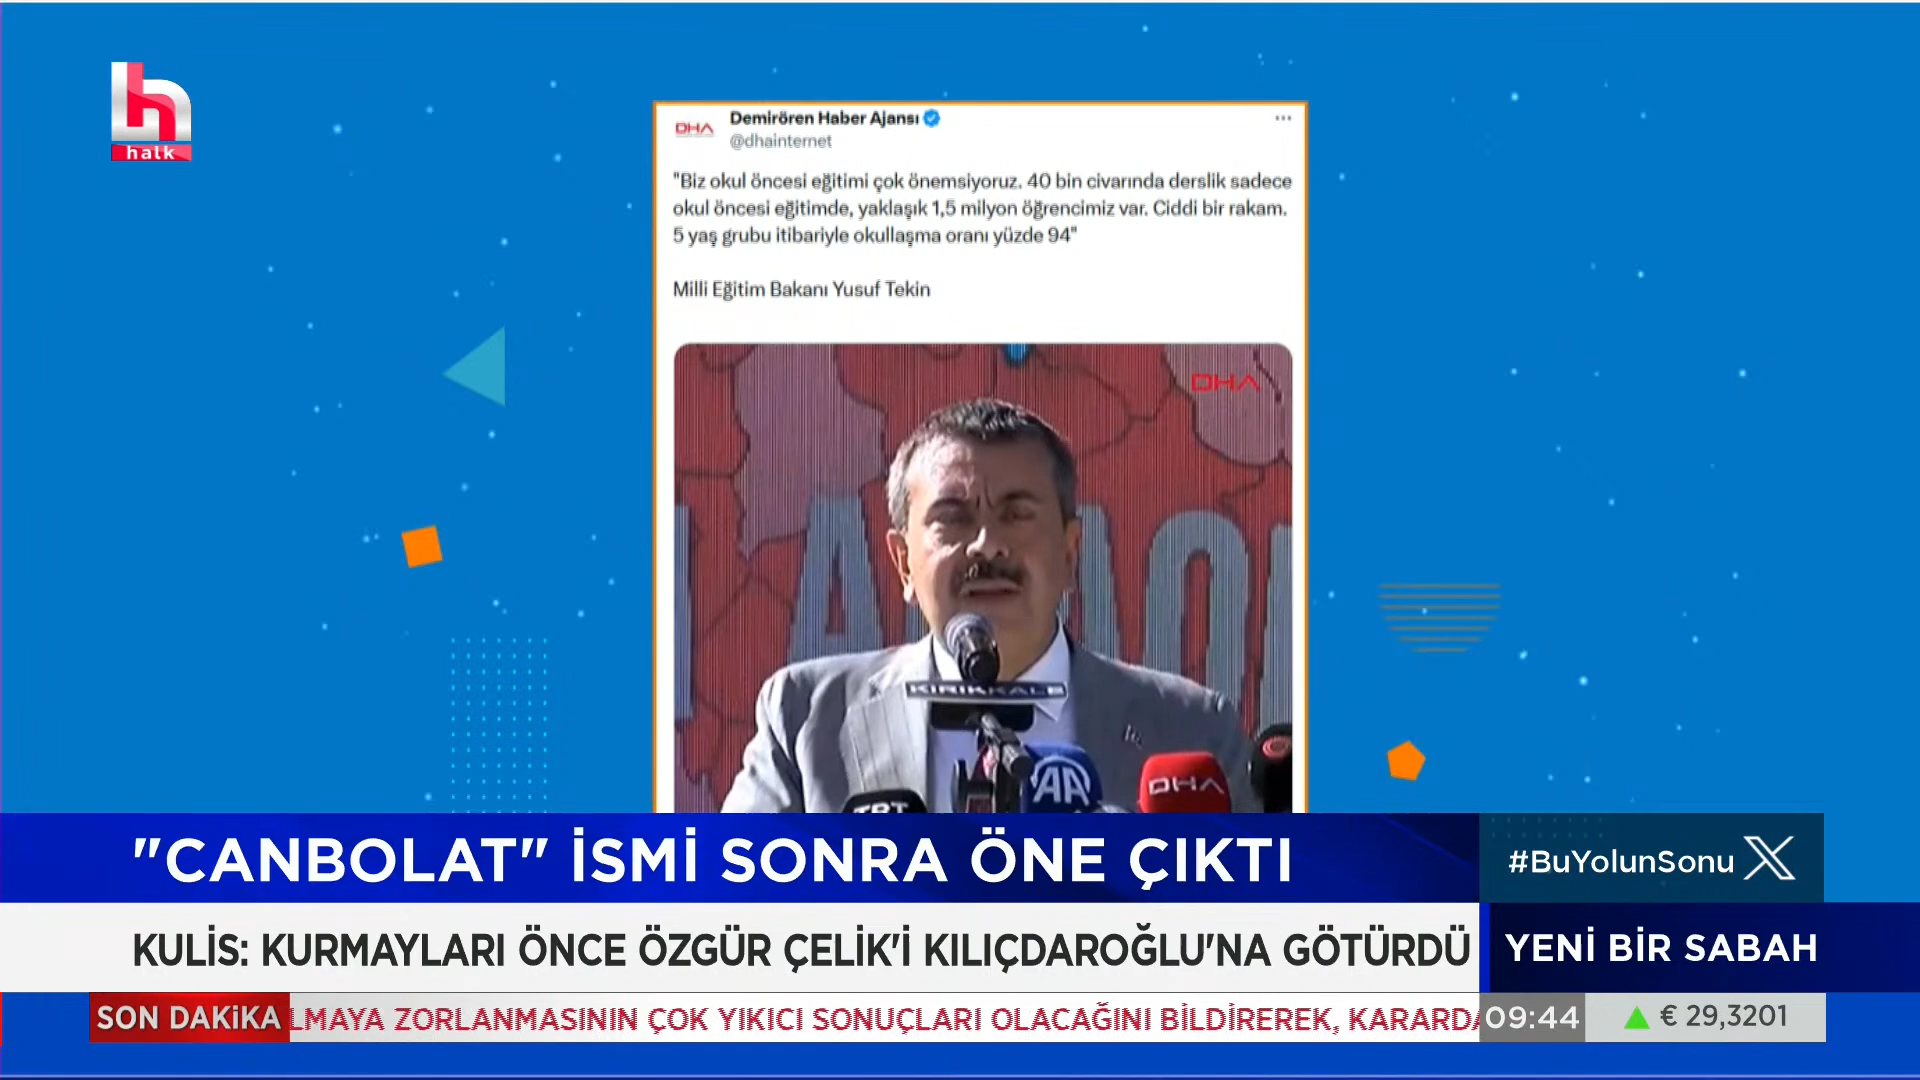 h
halk
DHA
Demirören Haber Ajansı
@dhainternet
"Biz okul öncesi eğitimi çok önemsiyoruz. 40 bin civarında derslik sadece
okul öncesi eğitimde, yaklaşık 1,5 milyon öğrencimiz var. Ciddi bir rakam.
5 yaş grubu itibariyle okullaşma oranı yüzde 94"
Milli Eğitim Bakanı Yusuf Tekin
DHA
KIRIKKALE
TRT
AA
DHA
"CANBOLAT" İSMİ SONRA ÖNE ÇIKTI
#BuYolunSonu X
KULİS: KURMAYLARI ÖNCE ÖZGÜR ÇELİK'İ KILIÇDAROĞLU'NA GÖTÜRDÜ
YENİ BİR SABAH
SON DAKİKA
LMAYA ZORLANMASININ ÇOK YIKICI SONUÇLARI OLACAĞINI BİLDİREREK, KARARDA
09:44
€ 29,3201